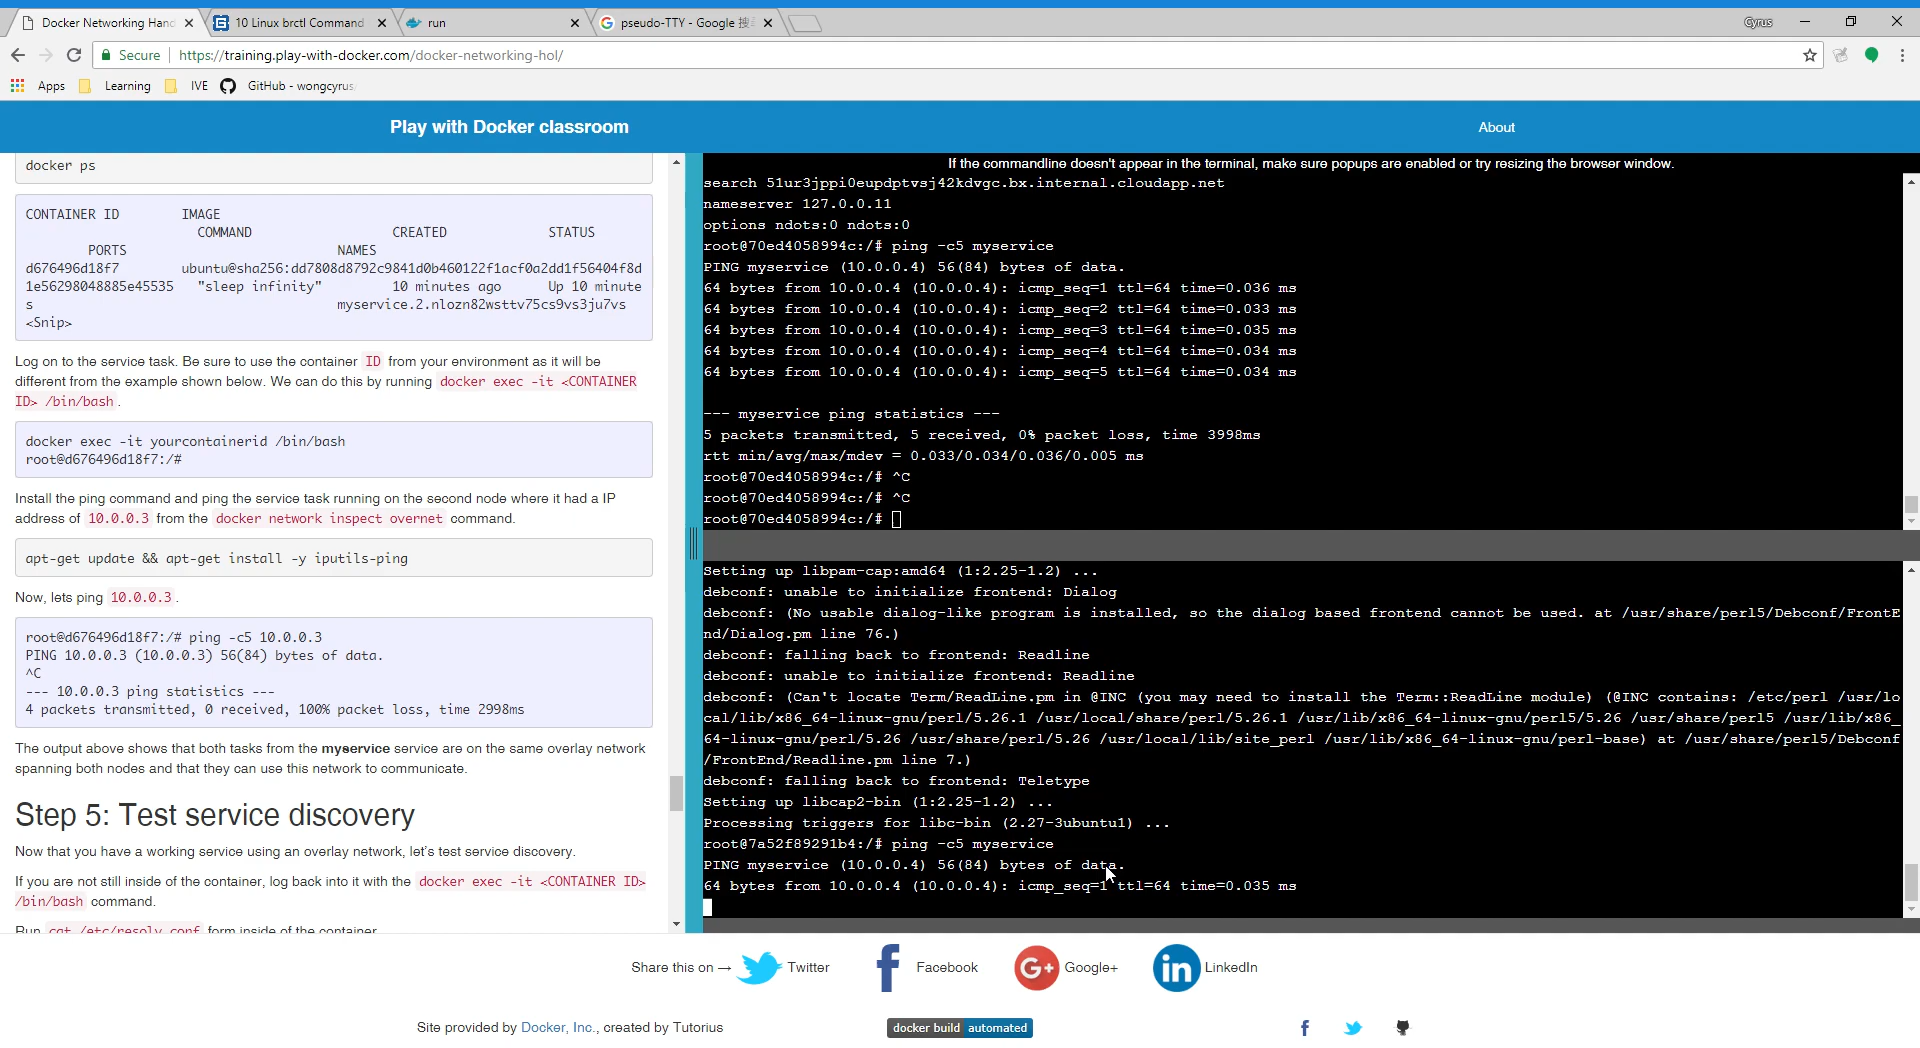 Docker Networking Hand
10 Linux brctl Command
run
pseudo-TTY - Google 搜
Cyrus
Secure
https://training.play-with-docker.com/docker-networking-hol/
Apps
Learning
IVE
GitHub - wongcyrus
Play with Docker classroom
About
docker ps
CONTAINER ID IMAGE
COMMAND CREATED STATUS
PORTS NAMES
d676496d18f7 ubuntu@sha256:dd7808d8792c9841d0b460122f1acf0a2dd1f56404f8d
1e56298048885e45535 "sleep infinity" 10 minutes ago Up 10 minute
s myservice.2.nlozn82wsttv75cs9vs3ju7vs
<Snip>
Log on to the service task. Be sure to use the container ID from your environment as it will be
different from the example shown below. We can do this by running docker exec -it <CONTAINER
ID> /bin/bash.
docker exec -it yourcontainerid /bin/bash
root@d676496d18f7:/#
Install the ping command and ping the service task running on the second node where it had a IP
address of 10.0.0.3 from the docker network inspect overnet command.
apt-get update && apt-get install -y iputils-ping
Now, lets ping 10.0.0.3.
root@d676496d18f7:/# ping -c5 10.0.0.3
PING 10.0.0.3 (10.0.0.3) 56(84) bytes of data.
^C
--- 10.0.0.3 ping statistics ---
4 packets transmitted, 0 received, 100% packet loss, time 2998ms
The output above shows that both tasks from the myservice service are on the same overlay network
spanning both nodes and that they can use this network to communicate.
Step 5: Test service discovery
Now that you have a working service using an overlay network, let's test service discovery.
If you are not still inside of the container, log back into it with the docker exec -it <CONTAINER ID>
/bin/bash command.
Run cat /etc/resolv.conf form inside of the container.
If the commandline doesn't appear in the terminal, make sure popups are enabled or try resizing the browser window.
search 51ur3jppi0eupdptvsj42kdvgc.bx.internal.cloudapp.net
nameserver 127.0.0.11
options ndots:0 ndots:0
root@70ed4058994c:/# ping -c5 myservice
PING myservice (10.0.0.4) 56(84) bytes of data.
64 bytes from 10.0.0.4 (10.0.0.4): icmp_seq=1 ttl=64 time=0.036 ms
64 bytes from 10.0.0.4 (10.0.0.4): icmp_seq=2 ttl=64 time=0.033 ms
64 bytes from 10.0.0.4 (10.0.0.4): icmp_seq=3 ttl=64 time=0.035 ms
64 bytes from 10.0.0.4 (10.0.0.4): icmp_seq=4 ttl=64 time=0.034 ms
64 bytes from 10.0.0.4 (10.0.0.4): icmp_seq=5 ttl=64 time=0.034 ms
--- myservice ping statistics ---
5 packets transmitted, 5 received, 0% packet loss, time 3998ms
rtt min/avg/max/mdev = 0.033/0.034/0.036/0.005 ms
root@70ed4058994c:/# ^C
root@70ed4058994c:/# ^C
root@70ed4058994c:/#
Setting up libpam-cap:amd64 (1:2.25-1.2) ...
debconf: unable to initialize frontend: Dialog
debconf: (No usable dialog-like program is installed, so the dialog based frontend cannot be used. at /usr/share/perl5/Debconf/FrontE
nd/Dialog.pm line 76.)
debconf: falling back to frontend: Readline
debconf: unable to initialize frontend: Readline
debconf: (Can't locate Term/ReadLine.pm in @INC (you may need to install the Term::ReadLine module) (@INC contains: /etc/perl /usr/lo
cal/lib/x86_64-linux-gnu/perl/5.26.1 /usr/local/share/perl/5.26.1 /usr/lib/x86_64-linux-gnu/perl5/5.26 /usr/share/perl5 /usr/lib/x86_
64-linux-gnu/perl/5.26 /usr/share/perl/5.26 /usr/local/lib/site_perl /usr/lib/x86_64-linux-gnu/perl-base) at /usr/share/perl5/Debconf
/FrontEnd/Readline.pm line 7.)
debconf: falling back to frontend: Teletype
Setting up libcap2-bin (1:2.25-1.2) ...
Processing triggers for libc-bin (2.27-3ubuntu1) ...
root@7a52f89291b4:/# ping -c5 myservice
PING myservice (10.0.0.4) 56(84) bytes of data.
64 bytes from 10.0.0.4 (10.0.0.4): icmp_seq=1 ttl=64 time=0.035 ms
Share this on → Twitter Facebook Google+ LinkedIn
Site provided by Docker, Inc., created by Tutorius
docker build automated